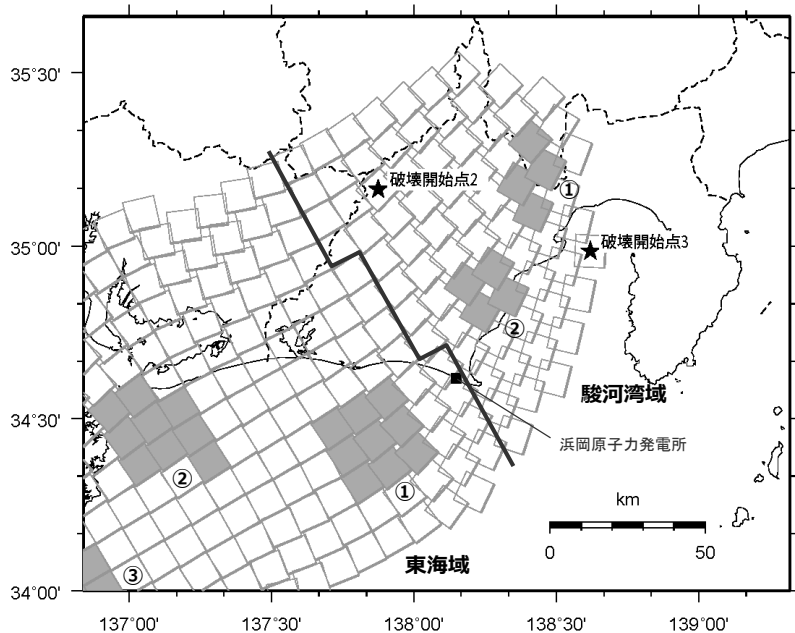 35°30'
35°00'
34°30'
34°00'
破壊開始点2
①
破壊開始点3
②
駿河湾域
浜岡原子力発電所
②
①
km
0
50
東海域
③
137°00'
137°30'
138°00'
138°30'
139°00'